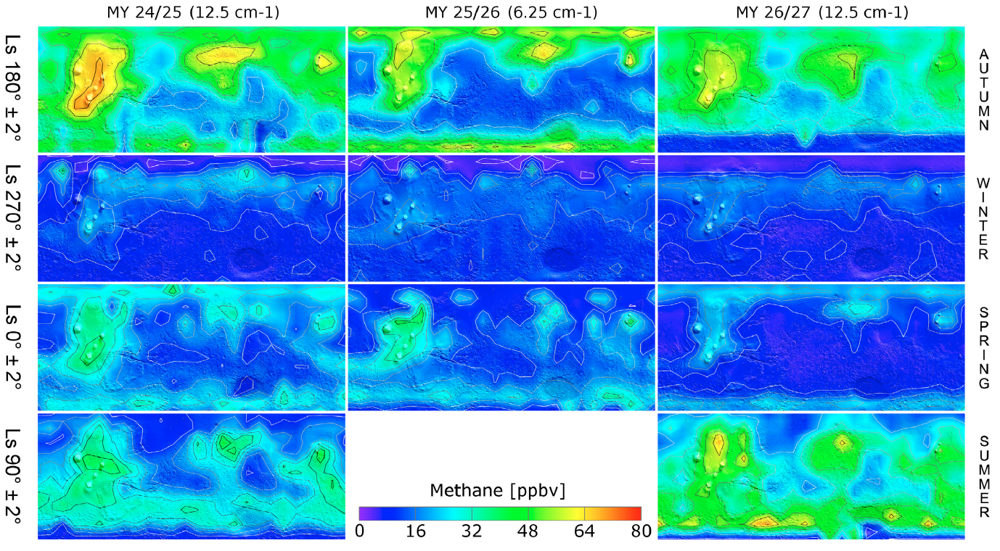 MY 24/25 (12.5 cm-1)
MY 25/26 (6.25 cm-1)
MY 26/27 (12.5 cm-1)
Ls 180° ± 2°
AUTUMN
Ls 270° ± 2°
WINTER
Ls 0° ± 2°
SPRING
Ls 90° ± 2°
SUMMER
Methane [ppbv]
0 16 32 48 64 80